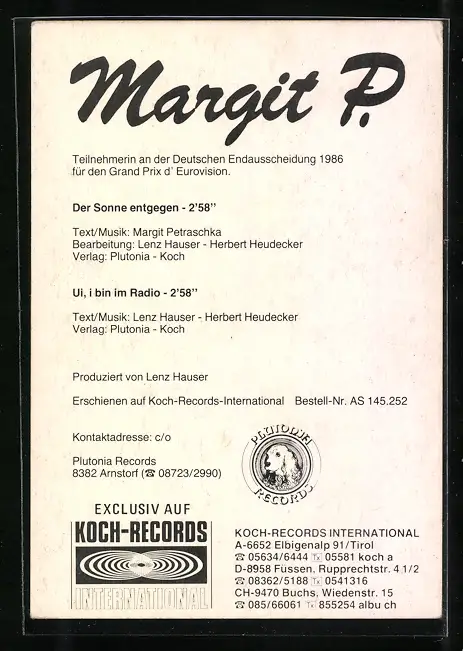 Margit P.
Teilnehmerin an der Deutschen Endausscheidung 1986
für den Grand Prix d' Eurovision.
Der Sonne entgegen - 2'58"
Text/Musik: Margit Petraschka
Bearbeitung: Lenz Hauser - Herbert Heudecker
Verlag: Plutonia - Koch
Ui, i bin im Radio - 2'58"
Text/Musik: Lenz Hauser - Herbert Heudecker
Verlag: Plutonia - Koch
Produziert von Lenz Hauser
Erschienen auf Koch-Records-International Bestell-Nr. AS 145.252
Kontaktadresse: c/o
Plutonia Records
8382 Arnstorf (☎ 08723/2990)
RECORDS
EXCLUSIV AUF
KOCH-RECORDS
INTERNATIONAL
KOCH-RECORDS INTERNATIONAL
A-6652 Elbigenalp 91/Tirol
☎ 05634/6444 Tx 05581 koch a
D-8958 Füssen, Rupprechtstr. 4 1/2
☎ 08362/5188 Tx 0541316
CH-9470 Buchs, Wiedenstr. 15
☎ 085/66061 Tx 855254 albu ch